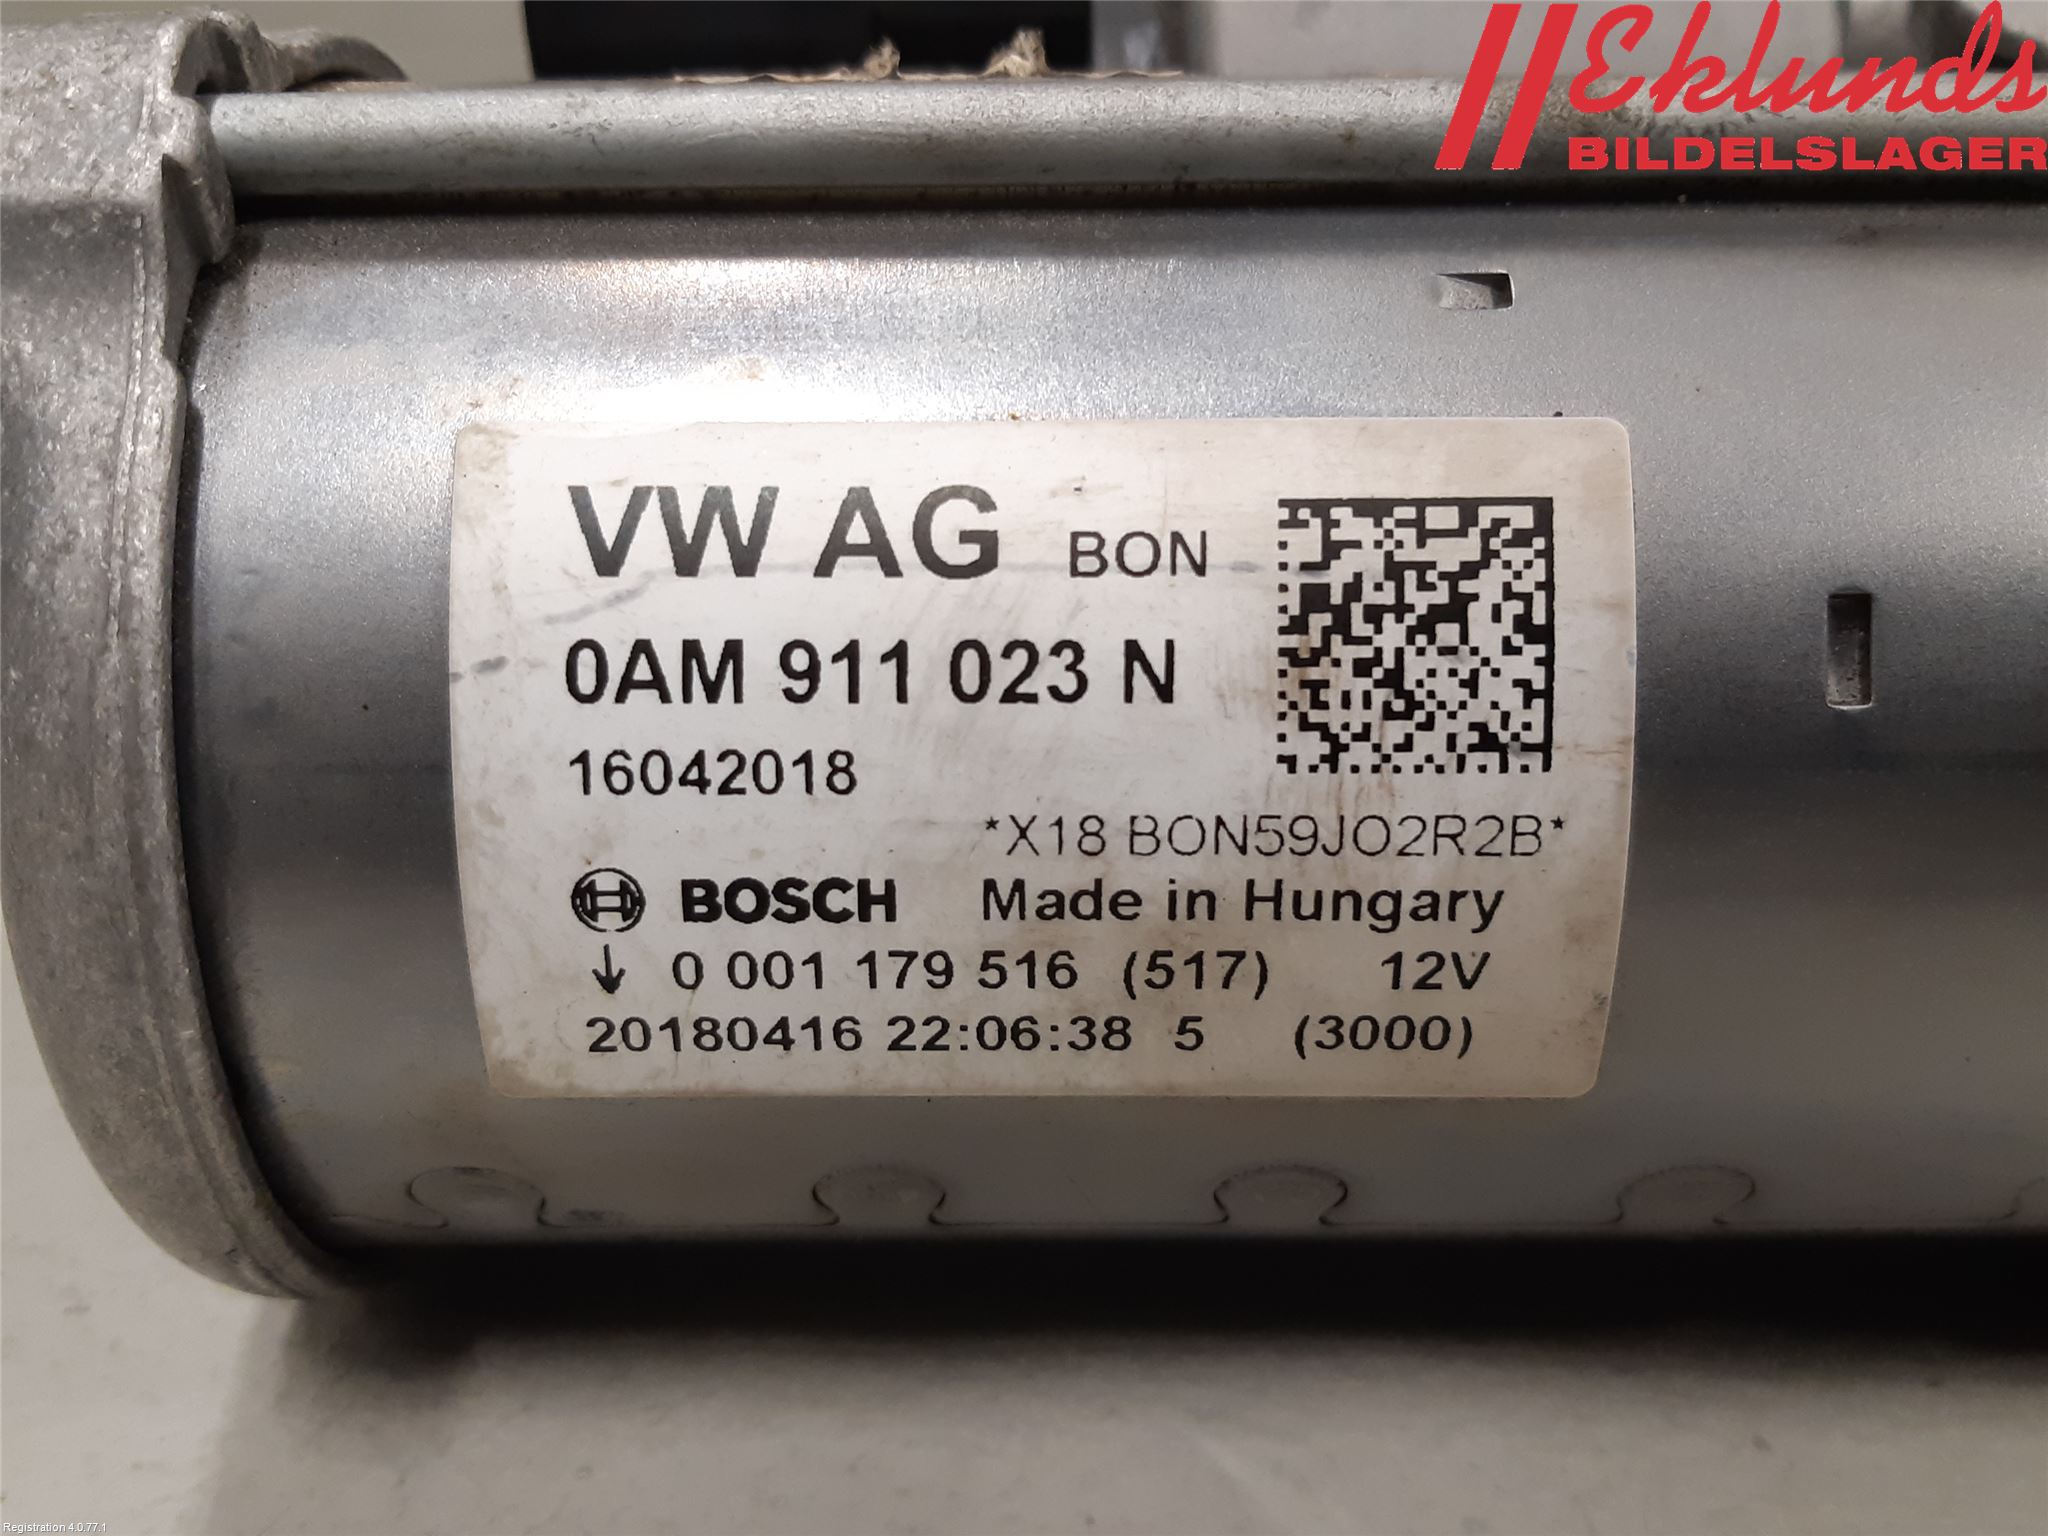 Eklunds
BILDELSLAGER
VW AG BON
0AM 911 023 N
16042018
*X18 BON59JO2R2B*
BOSCH Made in Hungary
↓ 0 001 179 516 (517) 12V
20180416 22:06:38 5 (3000)
Registration 4.0.77.1